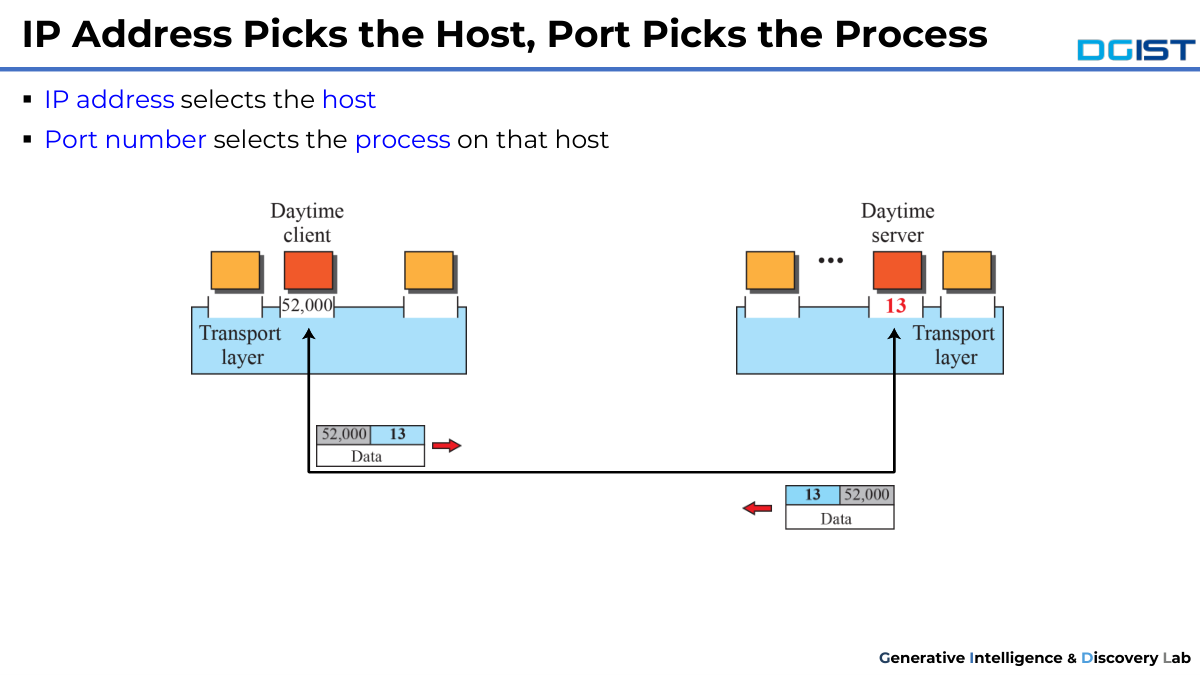 IP Address Picks the Host, Port Picks the Process
DGIST
▪ IP address selects the host
▪ Port number selects the process on that host
Daytime
client
Daytime
server
•••
52,000
13
Transport
layer
Transport
layer
52,000 13
Data
13 52,000
Data
Generative Intelligence & Discovery Lab